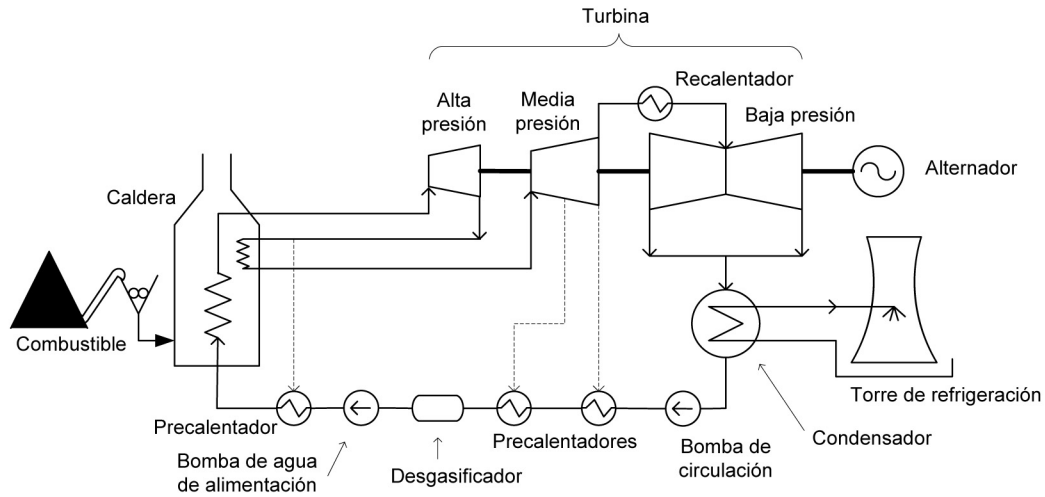 Turbina
Recalentador
Alta
presión
Media
presión
Baja presión
Alternador
Caldera
Combustible
Torre de refrigeración
Condensador
Precalentador
Precalentadores
Bomba de
circulación
Bomba de agua
de alimentación
Desgasificador